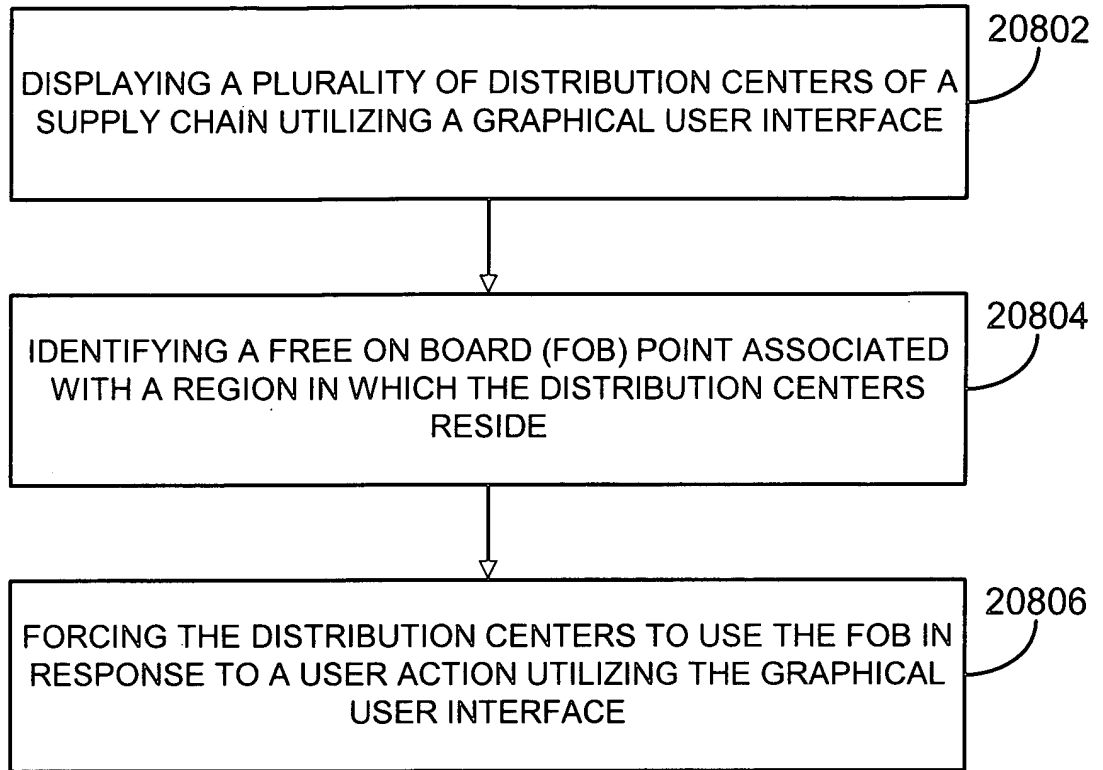 20802
DISPLAYING A PLURALITY OF DISTRIBUTION CENTERS OF A
SUPPLY CHAIN UTILIZING A GRAPHICAL USER INTERFACE
20804
IDENTIFYING A FREE ON BOARD (FOB) POINT ASSOCIATED
WITH A REGION IN WHICH THE DISTRIBUTION CENTERS
RESIDE
20806
FORCING THE DISTRIBUTION CENTERS TO USE THE FOB IN
RESPONSE TO A USER ACTION UTILIZING THE GRAPHICAL
USER INTERFACE